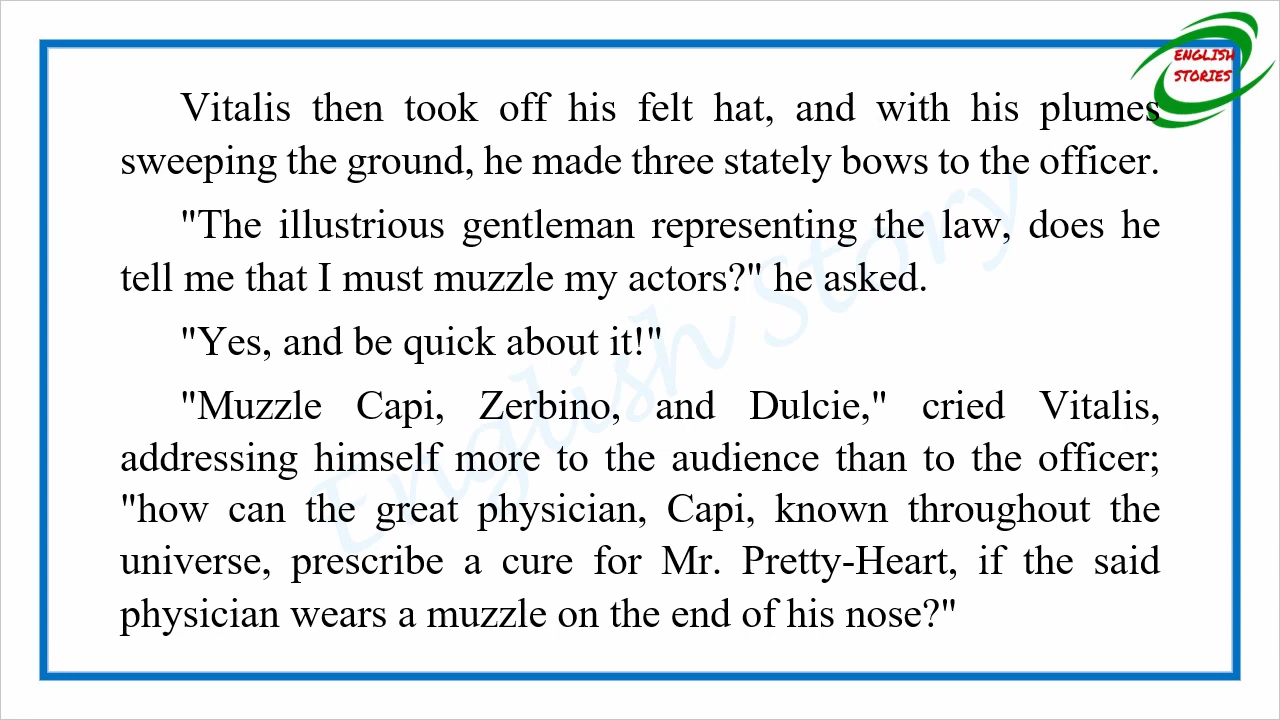 ENGLISH
STORIES
Vitalis then took off his felt hat, and with his plumes
sweeping the ground, he made three stately bows to the officer.
"The illustrious gentleman representing the law, does he
tell me that I must muzzle my actors?" he asked.
"Yes, and be quick about it!"
"Muzzle Capi, Zerbino, and Dulcie," cried Vitalis,
addressing himself more to the audience than to the officer;
"how can the great physician, Capi, known throughout the
universe, prescribe a cure for Mr. Pretty-Heart, if the said
physician wears a muzzle on the end of his nose?"
English Story